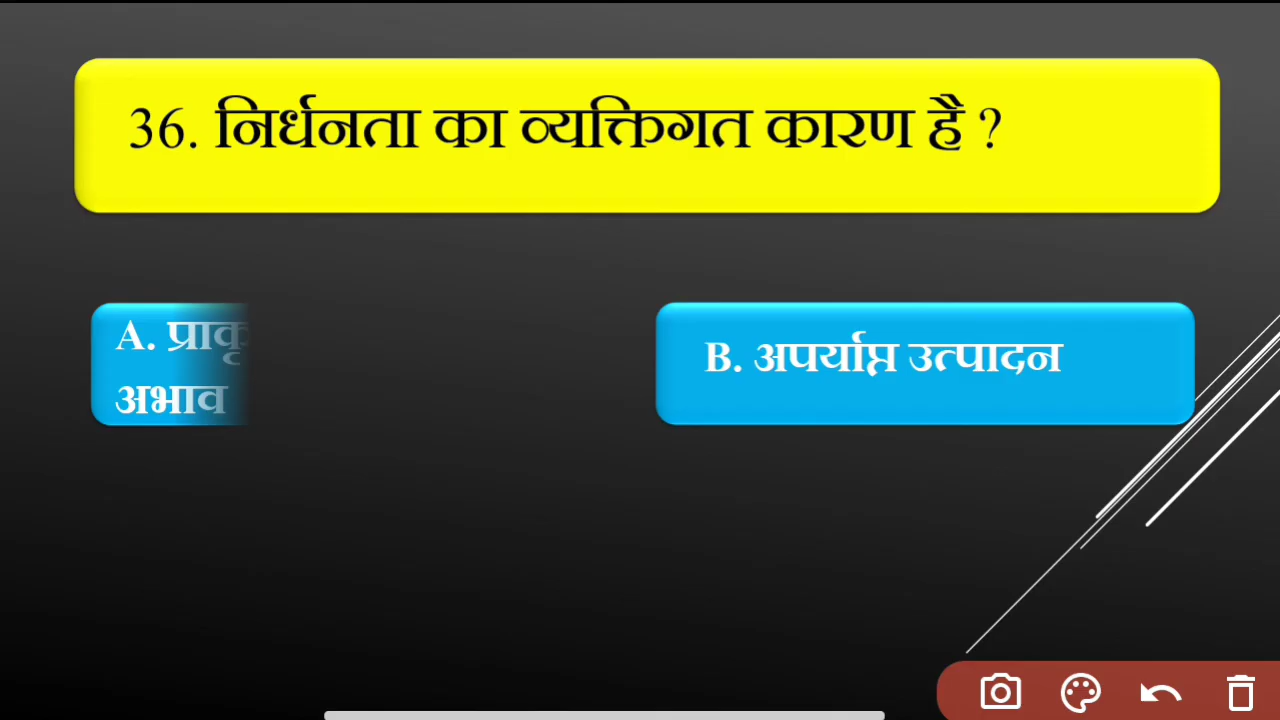 36. निर्धनता का व्यक्तिगत कारण है ?
A.
अभाव
B. अपर्याप्त उत्पादन